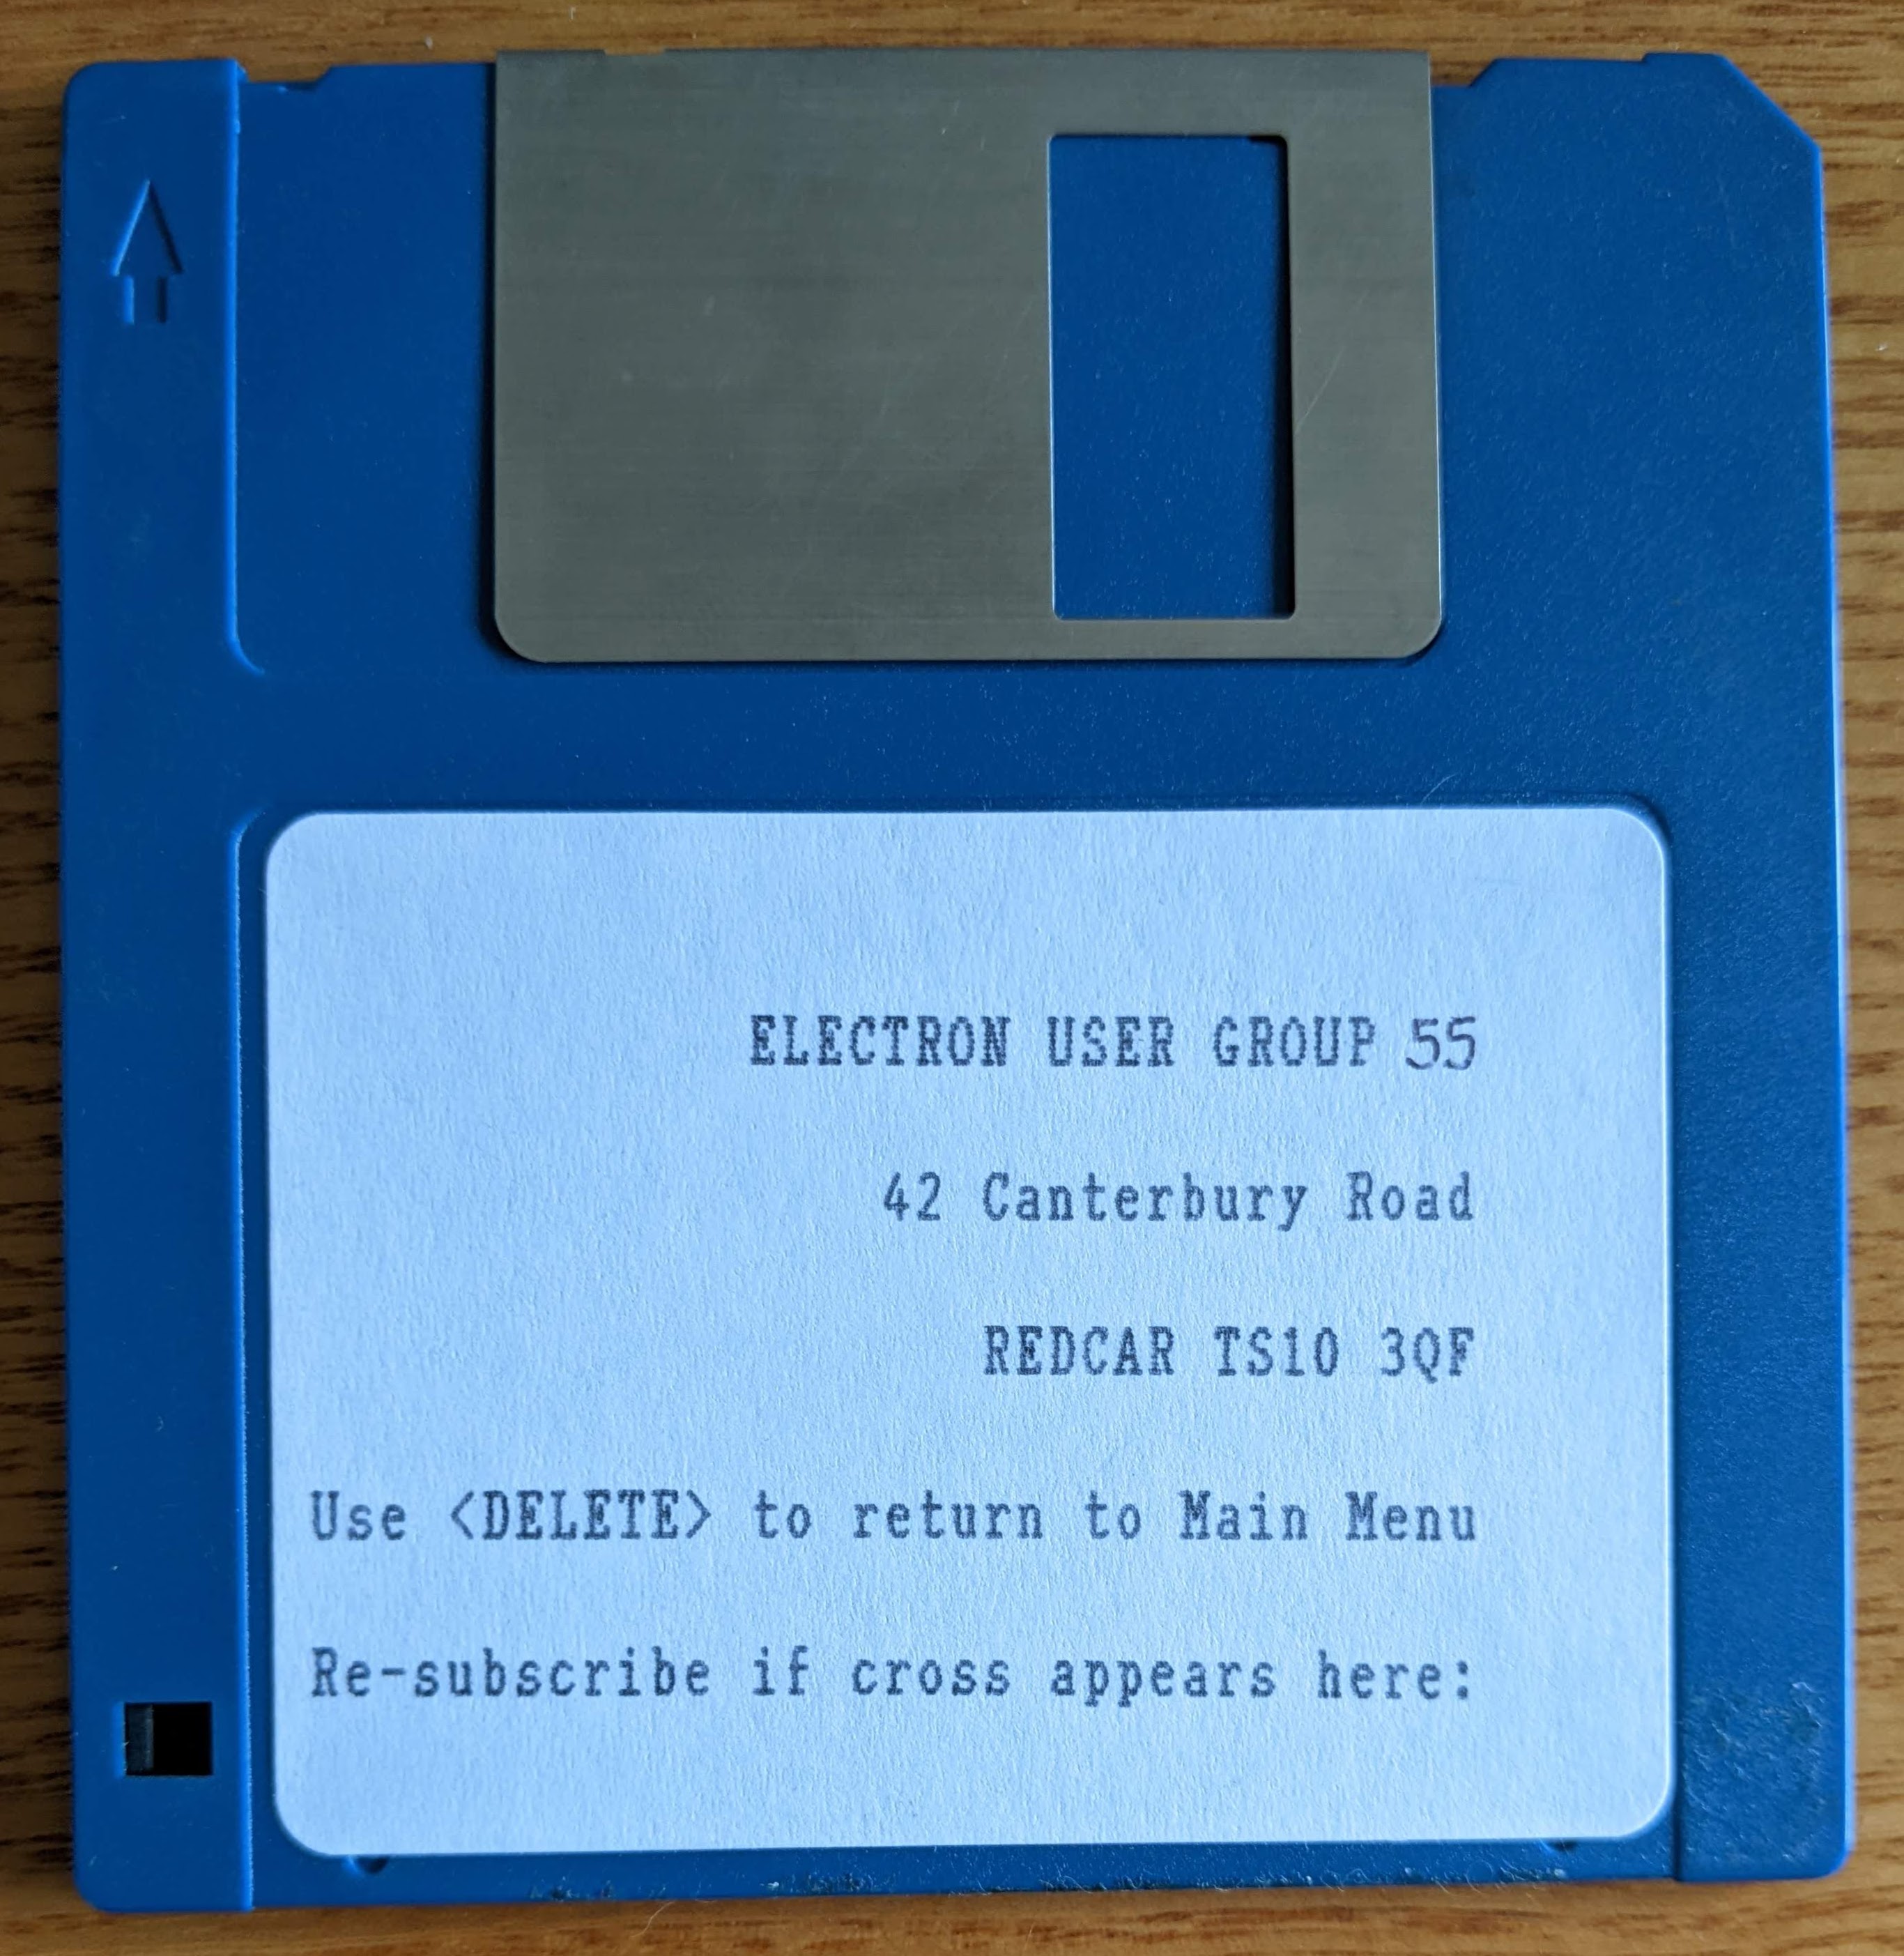 ELECTRON USER GROUP 55
42 Canterbury Road
REDCAR TS10 3QF
Use <DELETE> to return to Main Menu
Re-subscribe if cross appears here: